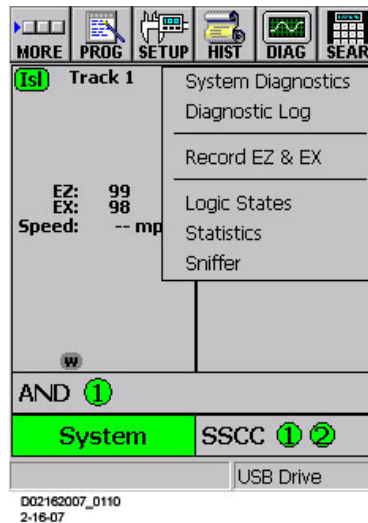 MORE PROG SETUP HIST DIAG SEAR
Isl Track 1
System Diagnostics
Diagnostic Log
Record EZ & EX
EZ: 99
EX: 98
Speed: -- mp
Logic States
Statistics
Sniffer
w
AND 1
System SSCC 1 2
USB Drive
D02162007_0110
2-16-07